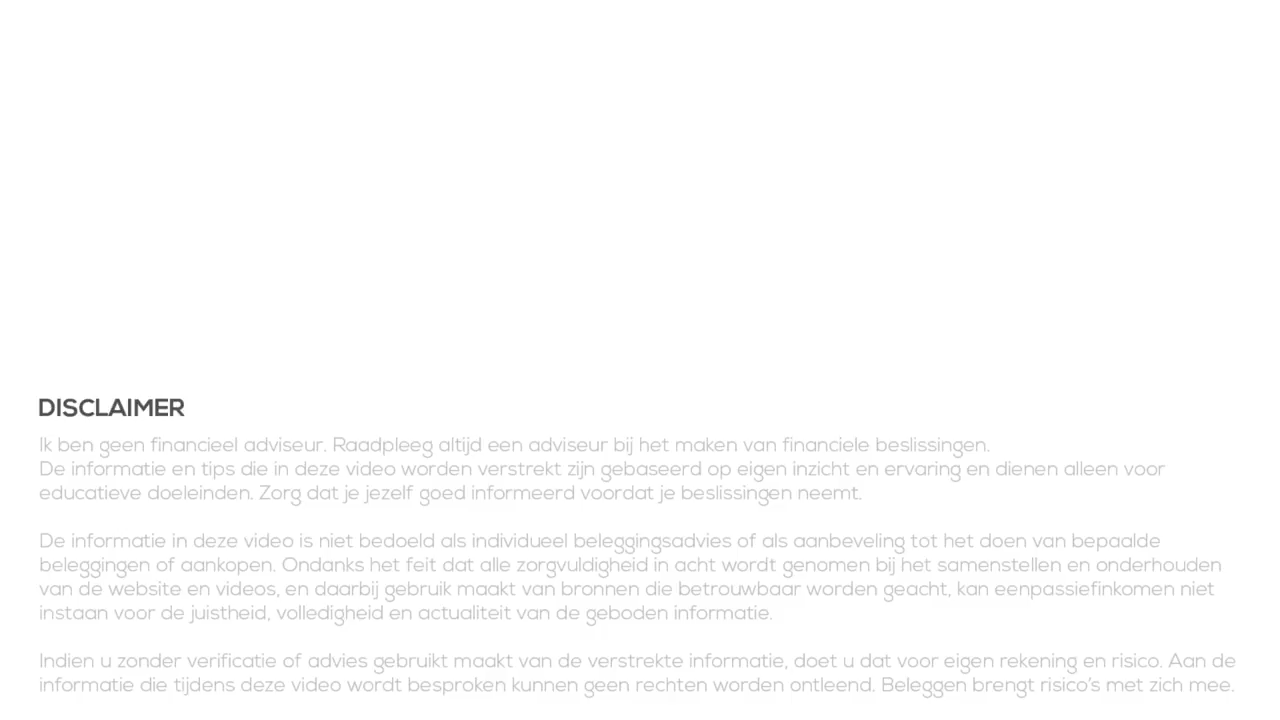 DISCLAIMER
Ik ben geen financieel adviseur. Raadpleeg altijd een adviseur bij het maken van financiele beslissingen.
De informatie en tips die in deze video worden verstrekt zijn gebaseerd op eigen inzicht en ervaring en dienen alleen voor
educatieve doeleinden. Zorg dat je jezelf goed informeerd voordat je beslissingen neemt.
De informatie in deze video is niet bedoeld als individueel beleggingsadvies of als aanbeveling tot het doen van bepaalde
beleggingen of aankopen. Ondanks het feit dat alle zorgvuldigheid in acht wordt genomen bij het samenstellen en onderhouden
van de website en videos, en daarbij gebruik maakt van bronnen die betrouwbaar worden geacht, kan eenpassiefinkomen niet
instaan voor de juistheid, volledigheid en actualiteit van de geboden informatie.
Indien u zonder verificatie of advies gebruikt maakt van de verstrekte informatie, doet u dat voor eigen rekening en risico. Aan de
informatie die tijdens deze video wordt besproken kunnen geen rechten worden ontleend. Beleggen brengt risico's met zich mee.